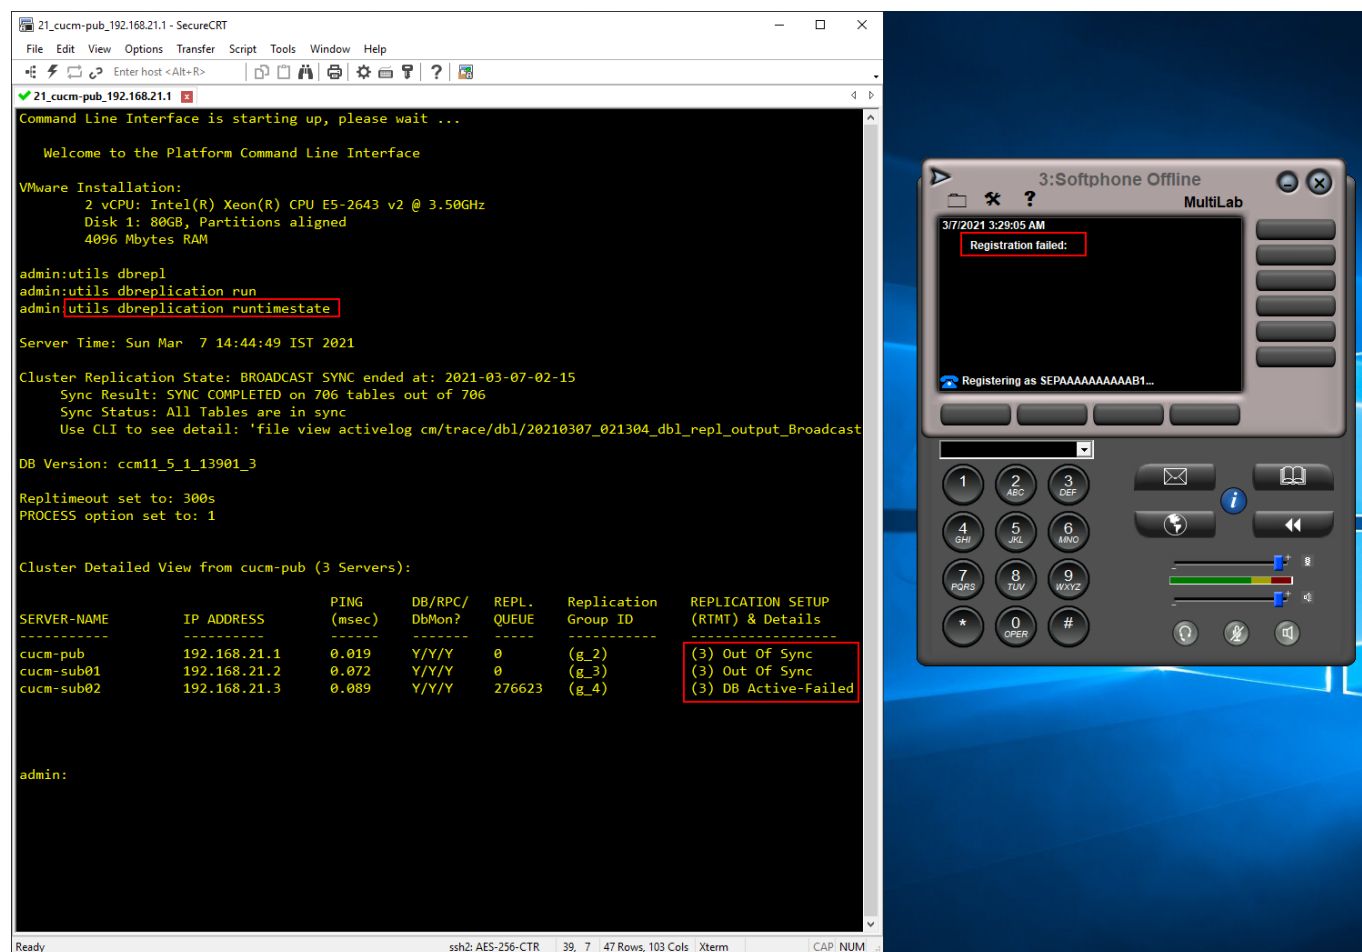 21_cucm-pub_192.168.21.1 - SecureCRT
File Edit View Options Transfer Script Tools Window Help
Enter host <Alt+R>
21_cucm-pub_192.168.21.1
Command Line Interface is starting up, please wait ...
Welcome to the Platform Command Line Interface
VMware Installation:
2 vCPU: Intel(R) Xeon(R) CPU E5-2643 v2 @ 3.50GHz
Disk 1: 80GB, Partitions aligned
4096 Mbytes RAM
admin:utils dbrepl
admin:utils dbreplication run
admin:utils dbreplication runtimestate
Server Time: Sun Mar  7 14:44:49 IST 2021
Cluster Replication State: BROADCAST SYNC ended at: 2021-03-07-02-15
Sync Result: SYNC COMPLETED on 706 tables out of 706
Sync Status: All Tables are in sync
Use CLI to see detail: 'file view activelog cm/trace/dbl/20210307_021304_dbl_repl_output_Broadcast
DB Version: ccm11_5_1_13901_3
Repltimeout set to: 300s
PROCESS option set to: 1
Cluster Detailed View from cucm-pub (3 Servers):
PING DB/RPC/ REPL. Replication REPLICATION SETUP
SERVER-NAME IP ADDRESS (msec) DbMon? QUEUE Group ID (RTMT) & Details
----------- ---------- ------ ------- ----- ----------- ------------------
cucm-pub 192.168.21.1 0.019 Y/Y/Y 0 (g_2) (3) Out Of Sync
cucm-sub01 192.168.21.2 0.072 Y/Y/Y 0 (g_3) (3) Out Of Sync
cucm-sub02 192.168.21.3 0.089 Y/Y/Y 276623 (g_4) (3) DB Active-Failed
admin:
Ready ssh2: AES-256-CTR 39, 7 47 Rows, 103 Cols Xterm CAP NUM
3:Softphone Offline
?
MultiLab
3/7/2021 3:29:05 AM
Registration failed:
Registering as SEPAAAAAAAAAAB1...
1 2 3
ABC DEF
4 5 6
GHI JKL MNO
7 8 9
PQRS TUV WXYZ
* 0 #
OPER
i